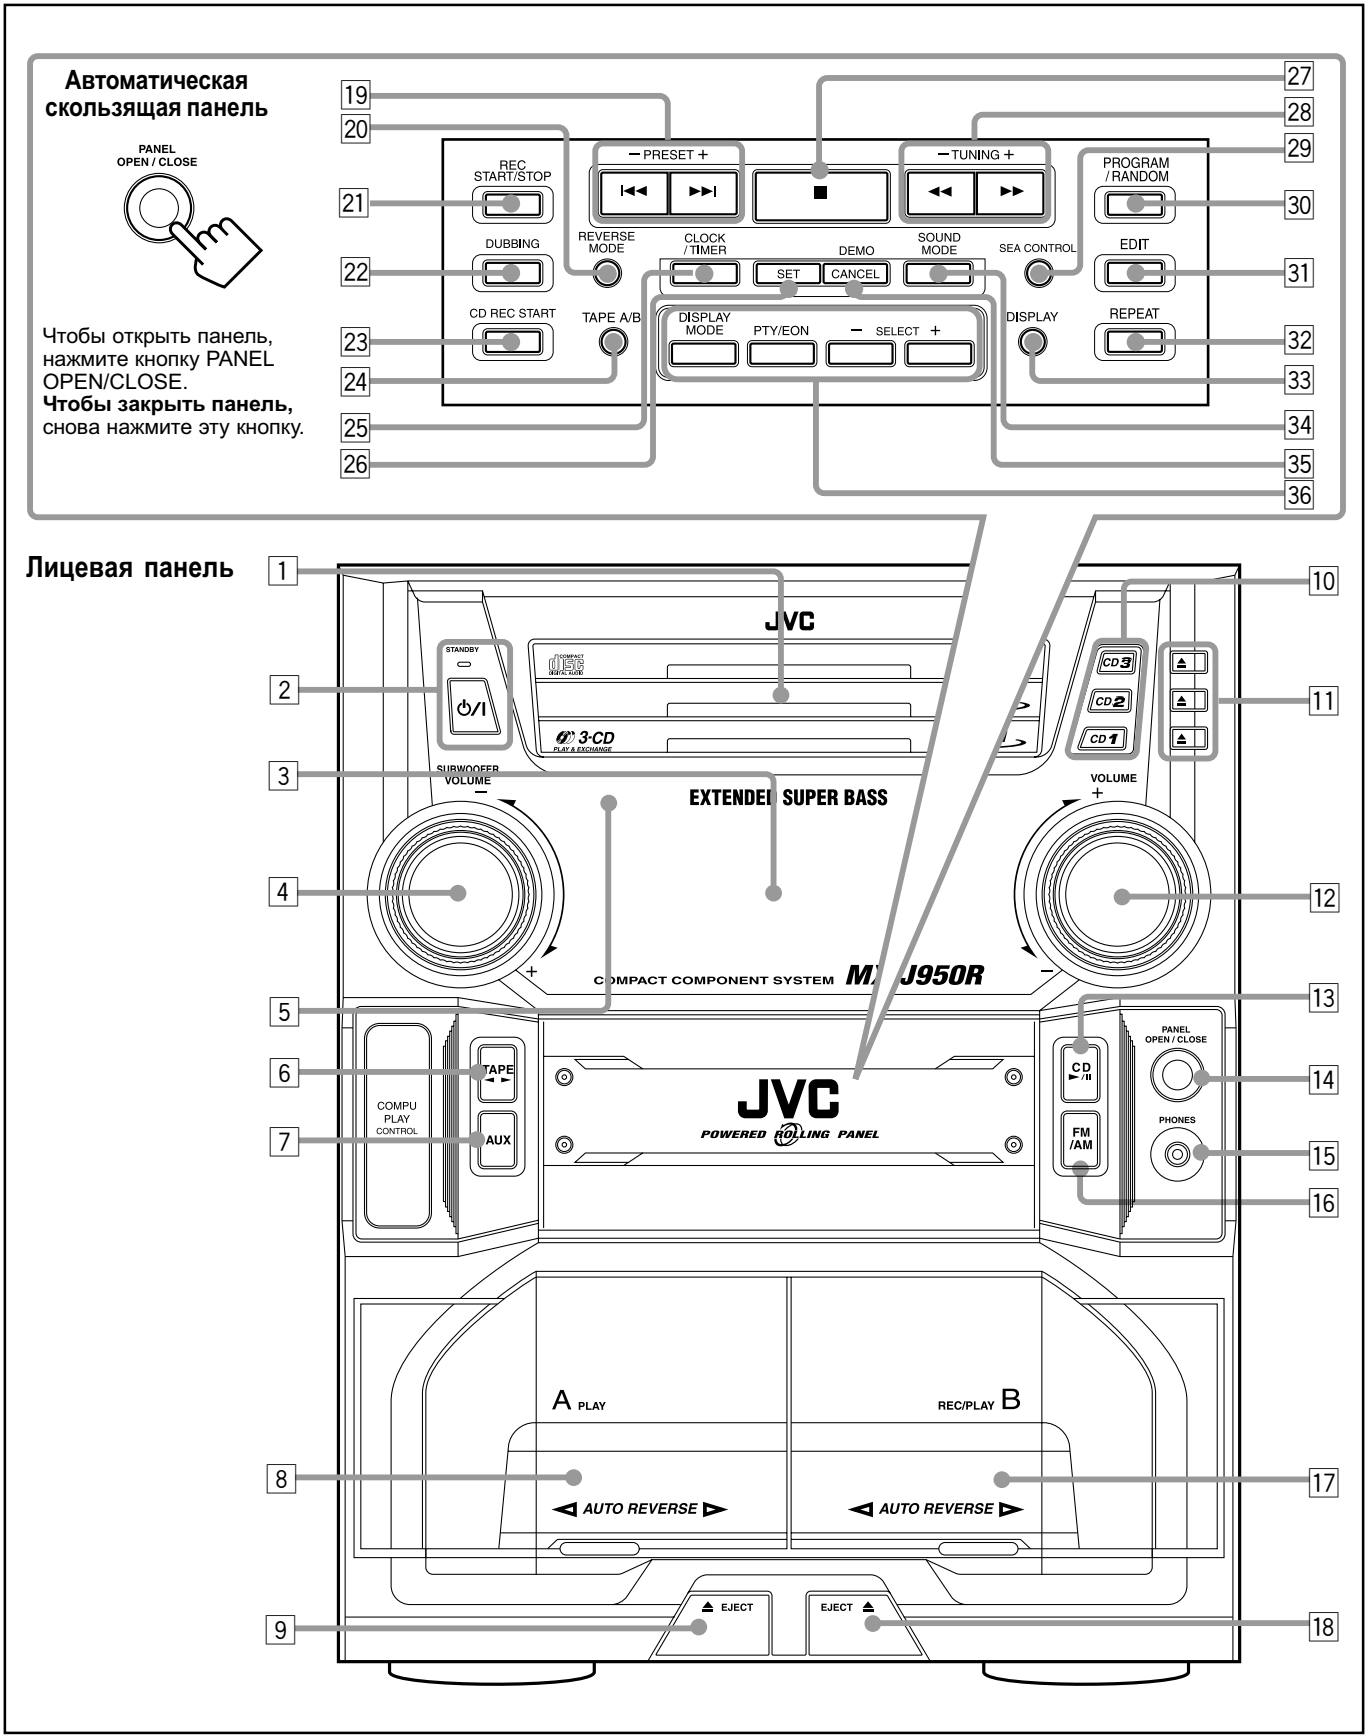 Автоматическая
скользящая панель
PANEL
OPEN / CLOSE
Чтобы открыть панель,
нажмите кнопку PANEL
OPEN/CLOSE.
Чтобы закрыть панель,
снова нажмите эту кнопку.
19
20
21
22
23
24
25
26
27
28
29
30
31
32
33
34
35
36
REC
START/STOP
– PRESET +
– TUNING +
PROGRAM
/ RANDOM
DUBBING
REVERSE
MODE
CLOCK
/ TIMER
DEMO
SOUND
MODE
SEA CONTROL
EDIT
SET
CANCEL
CD REC START
TAPE A/B
DISPLAY
MODE
PTY/EON
– SELECT +
DISPLAY
REPEAT
Лицевая панель
1
2
3
4
5
6
7
8
9
10
11
12
13
14
15
16
17
18
JVC
STANDBY
COMPACT
disc
DIGITAL AUDIO
3-CD
PLAY & EXCHANGE
CD 3
CD 2
CD 1
SUBWOOFER
VOLUME
–
+
EXTENDED SUPER BASS
VOLUME
+
–
COMPACT COMPONENT SYSTEM
TAPE
AUX
COMPU
PLAY
CONTROL
JVC
POWERED ROLLING PANEL
CD
FM
/AM
PANEL
OPEN / CLOSE
PHONES
A PLAY
REC/PLAY B
AUTO REVERSE
AUTO REVERSE
EJECT
EJECT